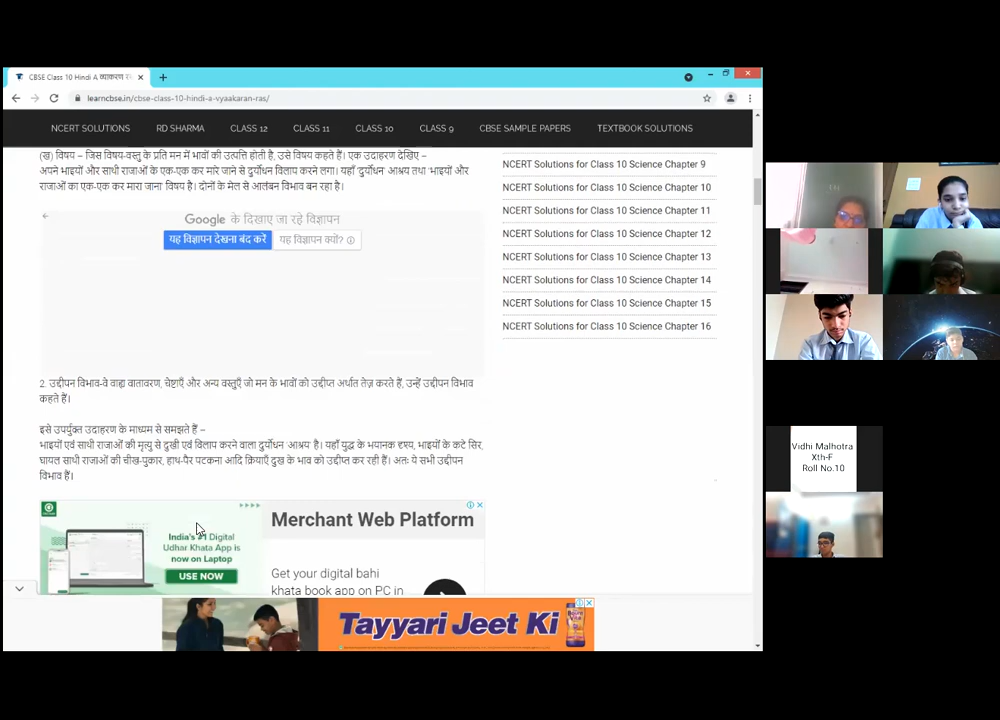 CBSE Class 10 Hindi A व्याकरण
learncbse.in/cbse-class-10-hindi-a-vyaakaran-ras/
NCERT SOLUTIONS RD SHARMA CLASS 12 CLASS 11 CLASS 10 CLASS 9 CBSE SAMPLE PAPERS TEXTBOOK SOLUTIONS
(ख) विषय – जिस विषय-वस्तु के प्रति मन में भावों की उत्पत्ति होती है, उसे विषय कहते हैं। एक उदाहरण देखिए –
अपने भाइयों और साथी राजाओं के एक-एक कर मारे जाने से दुर्योधन विलाप करने लगा। यहाँ 'दुर्योधन' आश्रय तथा 'भाइयों और
राजाओं का एक-एक कर मारा जाना' विषय है। दोनों के मेल से आलंबन विभाव बन रहा है।
Google के दिखाए जा रहे विज्ञापन
यह विज्ञापन देखना बंद करें यह विज्ञापन क्यों?
2. उद्दीपन विभाव-वे वाह्य वातावरण, चेष्टाएँ और अन्य वस्तुएँ जो मन के भावों को उद्दीप्त अर्थात तेज़ करते हैं, उन्हें उद्दीपन विभाव
कहते हैं।
इसे उपर्युक्त उदाहरण के माध्यम से समझते हैं –
भाइयों एवं साथी राजाओं की मृत्यु से दुखी एवं विलाप करने वाला दुर्योधन 'आश्रय' है। यहाँ युद्ध के भयानक दृश्य, भाइयों के कटे सिर,
घायल साथी राजाओं की चीख-पुकार, हाथ-पैर पटकना आदि क्रियाएँ दुख के भाव को उद्दीप्त कर रही हैं। अतः ये सभी उद्दीपन
विभाव हैं।
NCERT Solutions for Class 10 Science Chapter 9
NCERT Solutions for Class 10 Science Chapter 10
NCERT Solutions for Class 10 Science Chapter 11
NCERT Solutions for Class 10 Science Chapter 12
NCERT Solutions for Class 10 Science Chapter 13
NCERT Solutions for Class 10 Science Chapter 14
NCERT Solutions for Class 10 Science Chapter 15
NCERT Solutions for Class 10 Science Chapter 16
India's #1 Digital
Udhar Khata App is
now on Laptop
USE NOW
Merchant Web Platform
Get your digital bahi
khata book app on PC in
Tayyari Jeet Ki
Vidhi Malhotra
Xth-F
Roll No.10